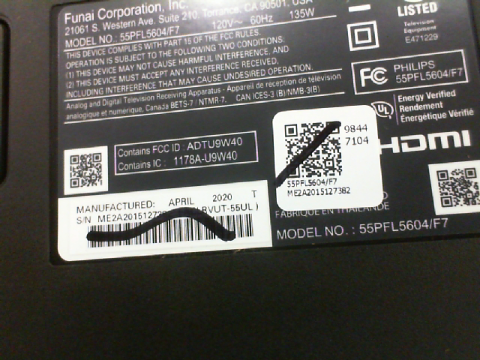 Funai Corporation, Inc.
21061 S. Western Ave. Suite 210, Torrance, CA 90501, USA
MODEL NO.: 55PFL5604/F7 120V~ 60Hz 135W
THIS DEVICE COMPLIES WITH PART 15 OF THE FCC RULES.
OPERATION IS SUBJECT TO THE FOLLOWING TWO CONDITIONS:
(1) THIS DEVICE MAY NOT CAUSE HARMFUL INTERFERENCE, AND
(2) THIS DEVICE MUST ACCEPT ANY INTERFERENCE RECEIVED,
INCLUDING INTERFERENCE THAT MAY CAUSE UNDESIRED OPERATION.
Analog and Digital Television Receiving Apparatus - Appareil de réception de télévision
analogique et numérique, Canada BETS-7 / NTMR-7, CAN ICES-3 (B)/NMB-3(B)
LISTED
Television
Equipment
E471229
FC PHILIPS
55PFL5604/F7
UL Energy Verified
Rendement
Énergétique Vérifié
HDMI
Contains FCC ID : ADTU9W40
Contains IC : 1178A-U9W40
9844
7104
55PFL5604/F7
ME2A2015127382
MANUFACTURED: APRIL 2020 T
S/N ME2A20151273 RVUT-55UL )
FABRIQUÉ EN THAÏLANDE
MODEL NO. : 55PFL5604/F7